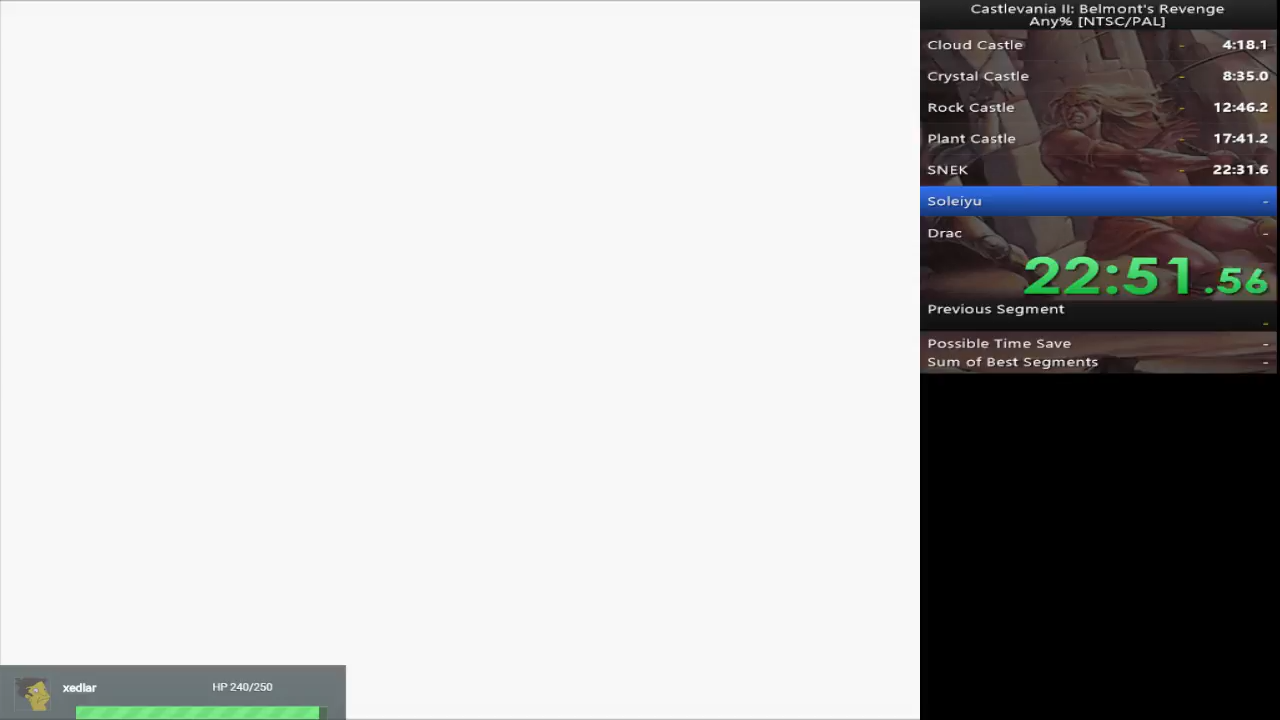 Castlevania II: Belmont's Revenge
Any% [NTSC/PAL]
Cloud Castle - 4:18.1
Crystal Castle - 8:35.0
Rock Castle - 12:46.2
Plant Castle - 17:41.2
SNEK - 22:31.6
Soleiyu -
Drac -
22:51.56
Previous Segment
-
Possible Time Save -
Sum of Best Segments -
xedlar HP 240/250